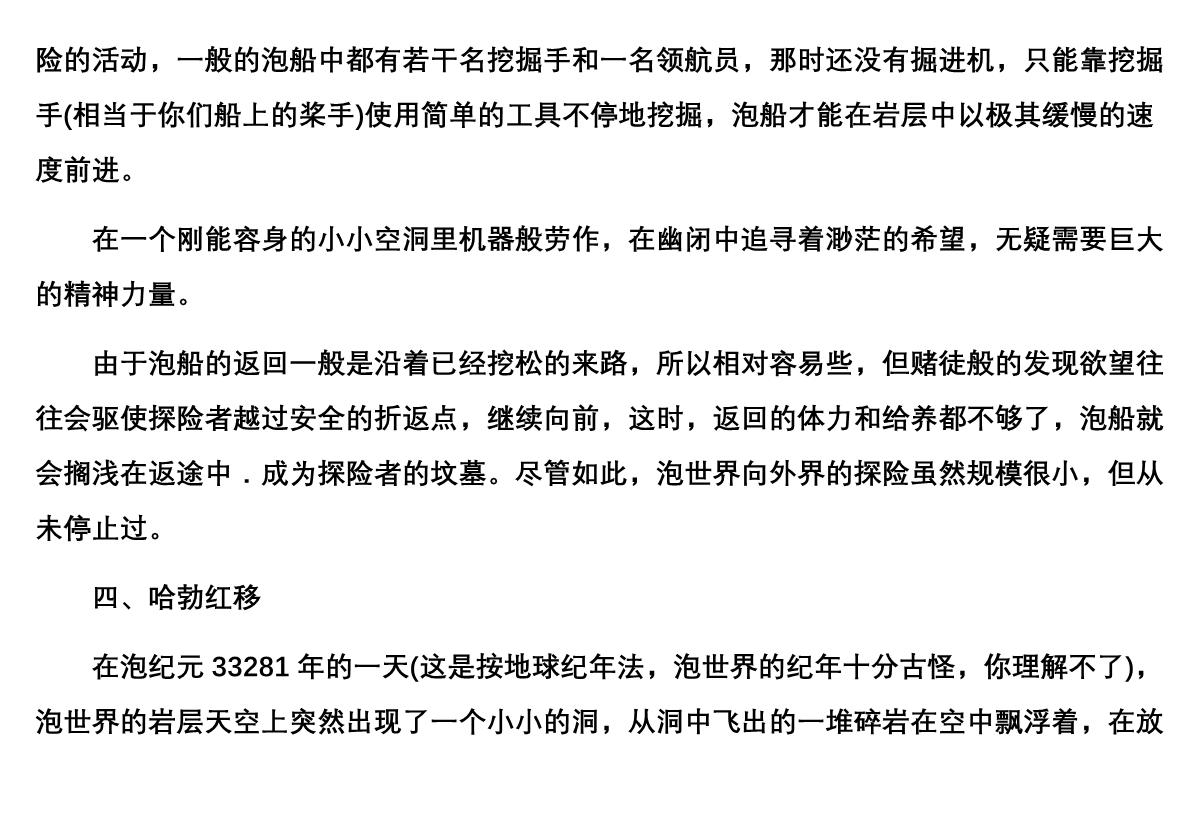 险的活动，一般的泡船中都有若干名挖掘手和一名领航员，那时还没有掘进机，只能靠挖掘
手(相当于你们船上的桨手)使用简单的工具不停地挖掘，泡船才能在岩层中以极其缓慢的速
度前进。
在一个刚能容身的小小空洞里机器般劳作，在幽闭中追寻着渺茫的希望，无疑需要巨大
的精神力量。
由于泡船的返回一般是沿着已经挖松的来路，所以相对容易些，但赌徒般的发现欲望往
往会驱使探险者越过安全的折返点，继续向前，这时，返回的体力和给养都不够了，泡船就
会搁浅在返途中．成为探险者的坟墓。尽管如此，泡世界向外界的探险虽然规模很小，但从
未停止过。
四、哈勃红移
在泡纪元 33281 年的一天(这是按地球纪年法，泡世界的纪年十分古怪，你理解不了)，
泡世界的岩层天空上突然出现了一个小小的洞，从洞中飞出的一堆碎岩在空中飘浮着，在放